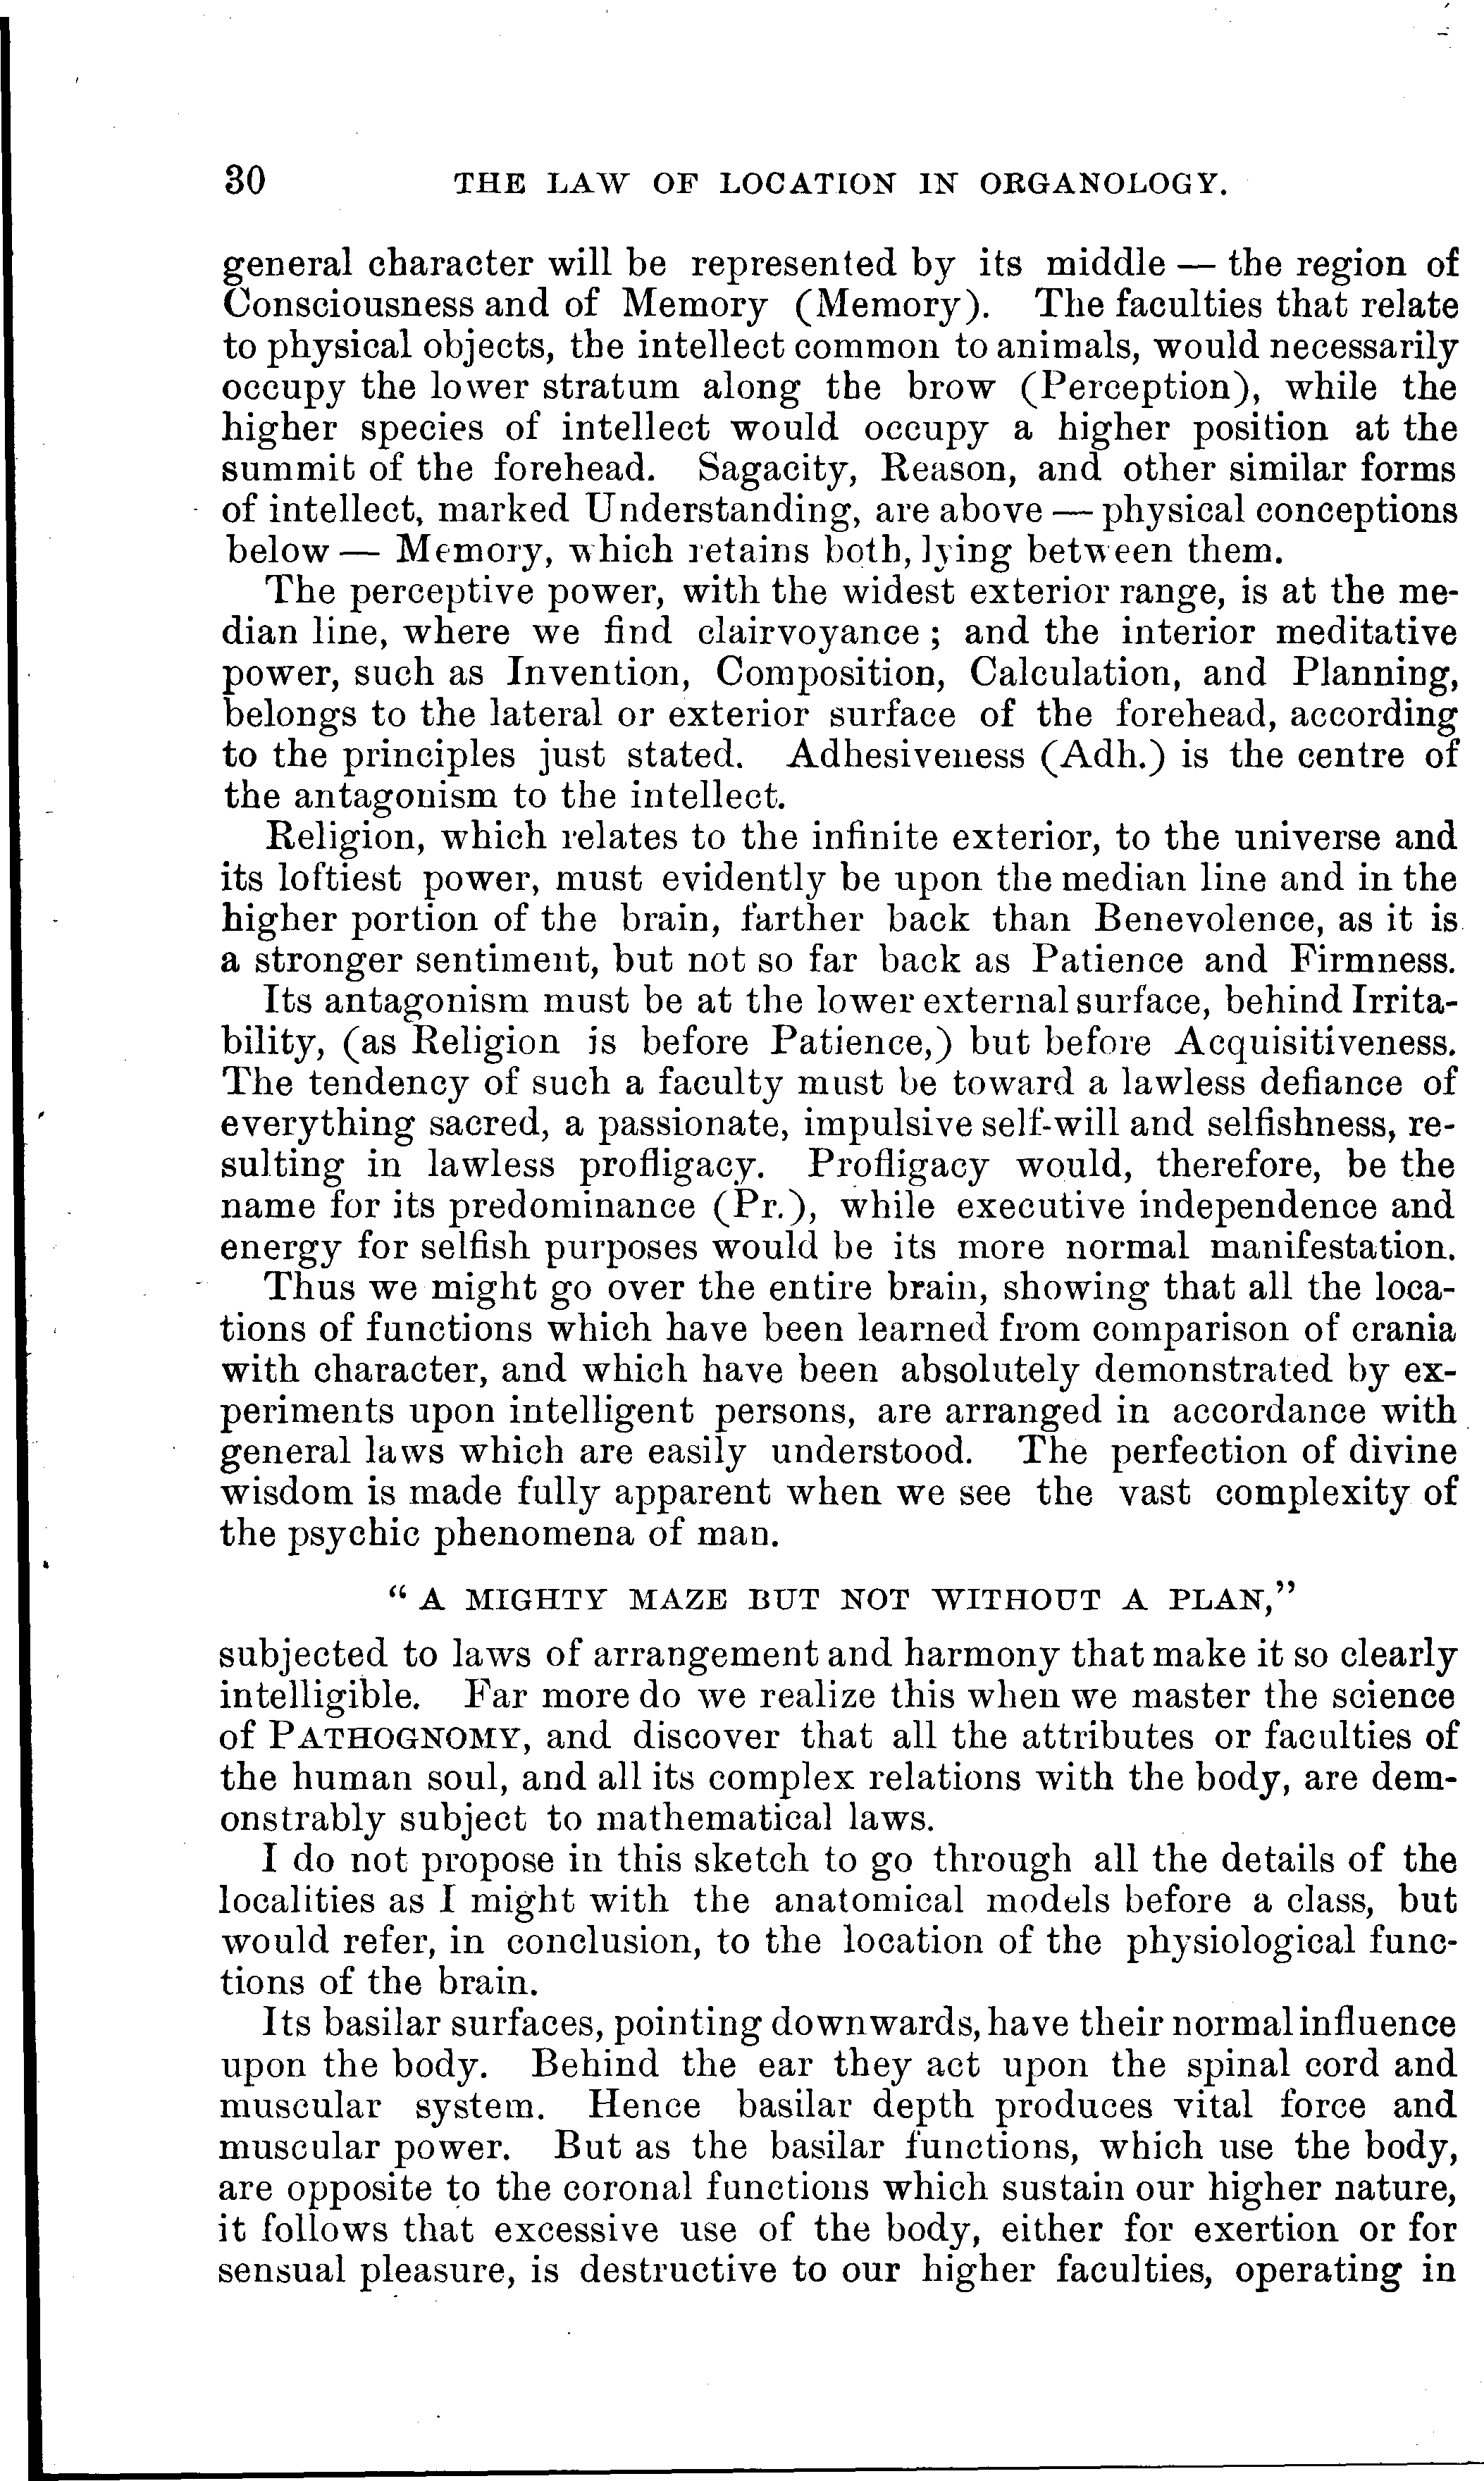 30 THE LAW OF LOCATION IN ORGANOLOGY.
general character will be represented by its middle — the region of
Consciousness and of Memory (Memory). The faculties that relate
to physical objects, the intellect common to animals, would necessarily
occupy the lower stratum along the brow (Perception), while the
higher species of intellect would occupy a higher position at the
summit of the forehead. Sagacity, Reason, and other similar forms
of intellect, marked Understanding, are above — physical conceptions
below — Memory, which retains both, lying between them.
The perceptive power, with the widest exterior range, is at the me-
dian line, where we find clairvoyance; and the interior meditative
power, such as Invention, Composition, Calculation, and Planning,
belongs to the lateral or exterior surface of the forehead, according
to the principles just stated. Adhesiveness (Adh.) is the centre of
the antagonism to the intellect.
Religion, which relates to the infinite exterior, to the universe and
its loftiest power, must evidently be upon the median line and in the
higher portion of the brain, farther back than Benevolence, as it is
a stronger sentiment, but not so far back as Patience and Firmness.
Its antagonism must be at the lower external surface, behind Irrita-
bility, (as Religion is before Patience,) but before Acquisitiveness.
The tendency of such a faculty must be toward a lawless defiance of
everything sacred, a passionate, impulsive self-will and selfishness, re-
sulting in lawless profligacy. Profligacy would, therefore, be the
name for its predominance (Pr.), while executive independence and
energy for selfish purposes would be its more normal manifestation.
Thus we might go over the entire brain, showing that all the loca-
tions of functions which have been learned from comparison of crania
with character, and which have been absolutely demonstrated by ex-
periments upon intelligent persons, are arranged in accordance with
general laws which are easily understood. The perfection of divine
wisdom is made fully apparent when we see the vast complexity of
the psychic phenomena of man.
“A MIGHTY MAZE BUT NOT WITHOUT A PLAN,”
subjected to laws of arrangement and harmony that make it so clearly
intelligible. Far more do we realize this when we master the science
of PATHOGNOMY, and discover that all the attributes or faculties of
the human soul, and all its complex relations with the body, are dem-
onstrably subject to mathematical laws.
I do not propose in this sketch to go through all the details of the
localities as I might with the anatomical models before a class, but
would refer, in conclusion, to the location of the physiological func-
tions of the brain.
Its basilar surfaces, pointing downwards, have their normal influence
upon the body. Behind the ear they act upon the spinal cord and
muscular system. Hence basilar depth produces vital force and
muscular power. But as the basilar functions, which use the body,
are opposite to the coronal functions which sustain our higher nature,
it follows that excessive use of the body, either for exertion or for
sensual pleasure, is destructive to our higher faculties, operating in